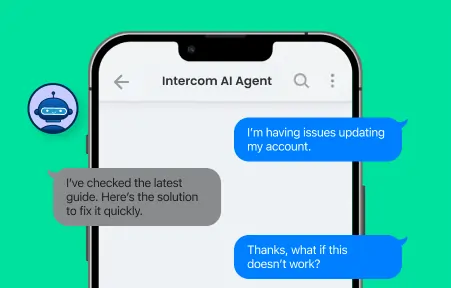 Intercom AI Agent
I'm having issues updating
my account.
I've checked the latest
guide. Here's the solution
to fix it quickly.
Thanks, what if this
doesn't work?